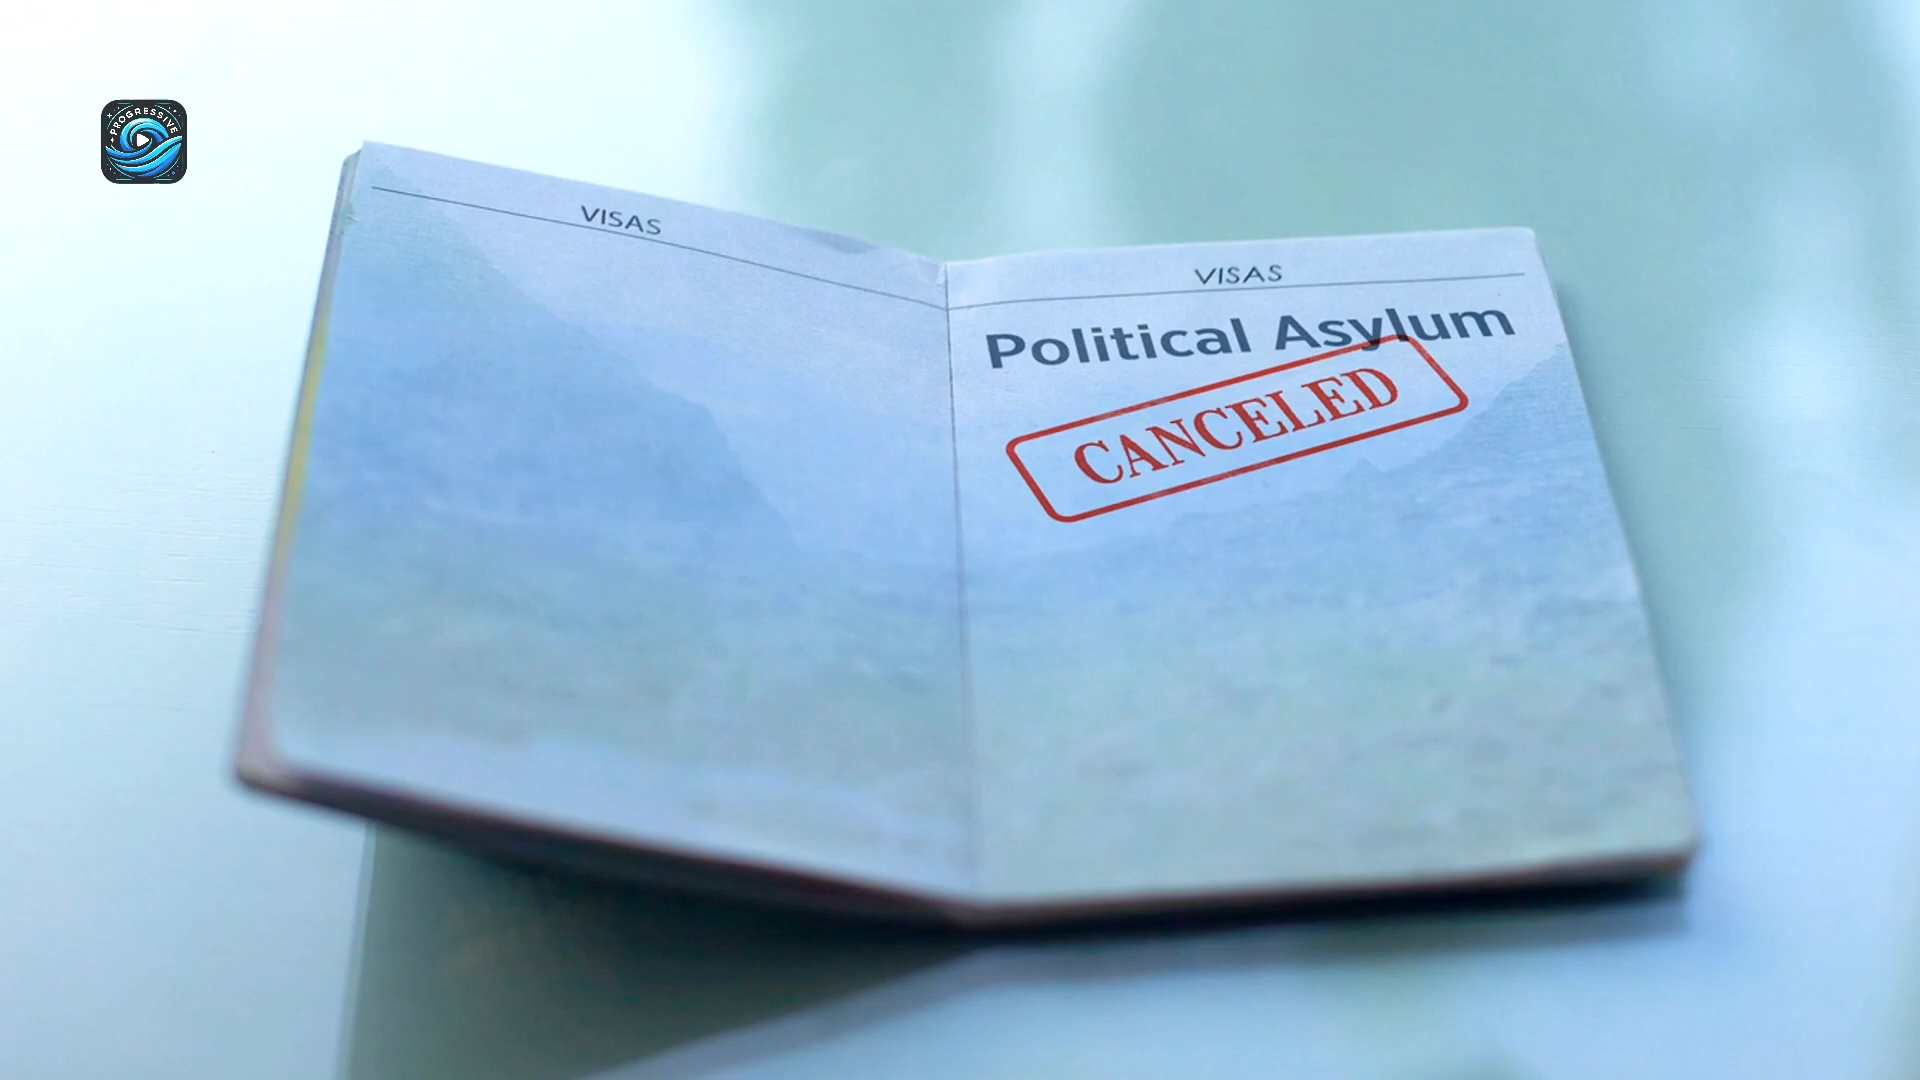 PROGRESSIVE
VISAS
VISAS
Political Asylum
CANCELED